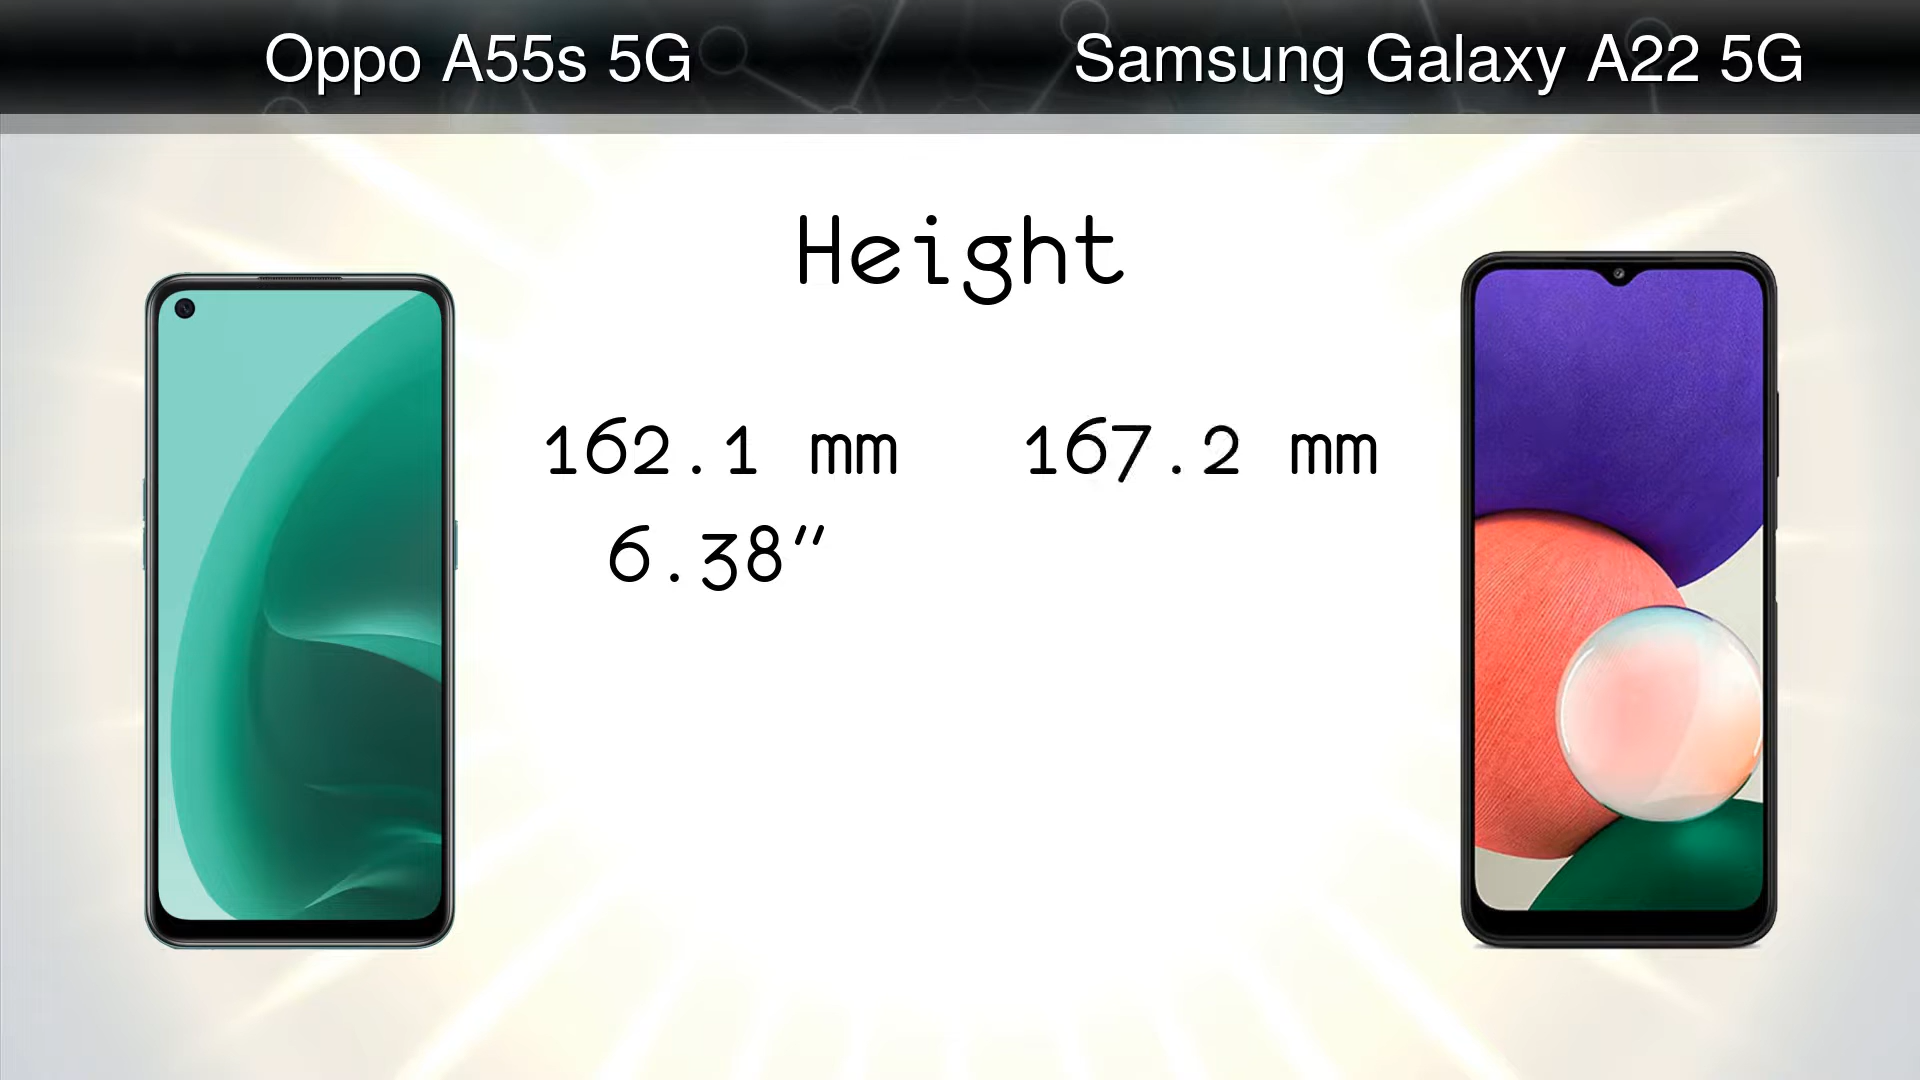 Oppo A55s 5G
Samsung Galaxy A22 5G
Height
162.1 mm
167.2 mm
6.38"